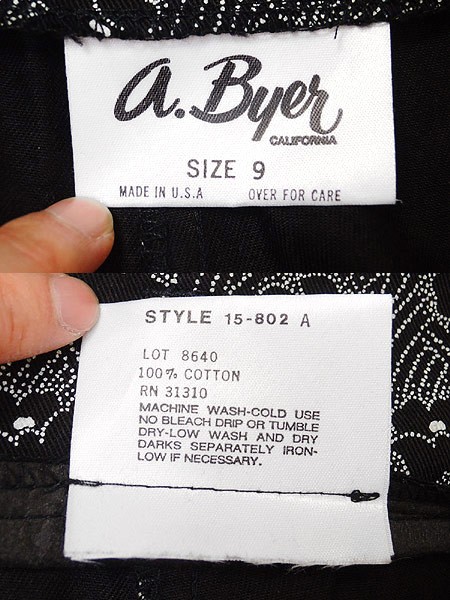 a.Byer
CALIFORNIA
SIZE 9
MADE IN U.S.A OVER FOR CARE
STYLE 15-802 A
LOT 8640
100% COTTON
RN 31310
MACHINE WASH-COLD USE
NO BLEACH DRIP OR TUMBLE
DRY-LOW WASH AND DRY
DARKS SEPARATELY IRON-
LOW IF NECESSARY.